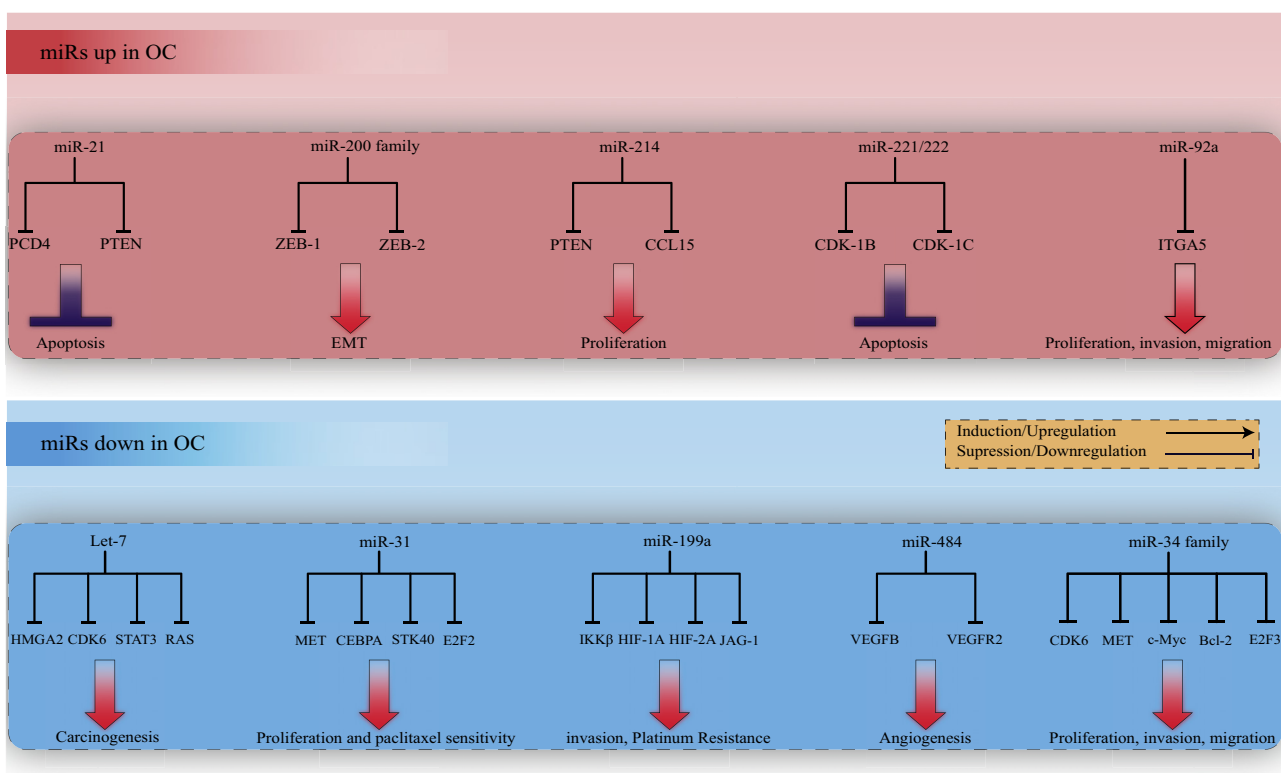 miRs up in OC
miR-21 miR-200 family miR-214 miR-221/222 miR-92a
PCD4 PTEN ZEB-1 ZEB-2 PTEN CCL15 CDK-1B CDK-1C ITGA5
Apoptosis EMT Proliferation Apoptosis Proliferation, invasion, migration
miRs down in OC
Induction/Upregulation
Supression/Downregulation
Let-7 miR-31 miR-199a miR-484 miR-34 family
HMGA2 CDK6 STAT3 RAS MET CEBPA STK40 E2F2 IKKβ HIF-1A HIF-2A JAG-1 VEGFB VEGFR2 CDK6 MET c-Myc Bcl-2 E2F3
Carcinogenesis Proliferation and paclitaxel sensitivity invasion, Platinum Resistance Angiogenesis Proliferation, invasion, migration